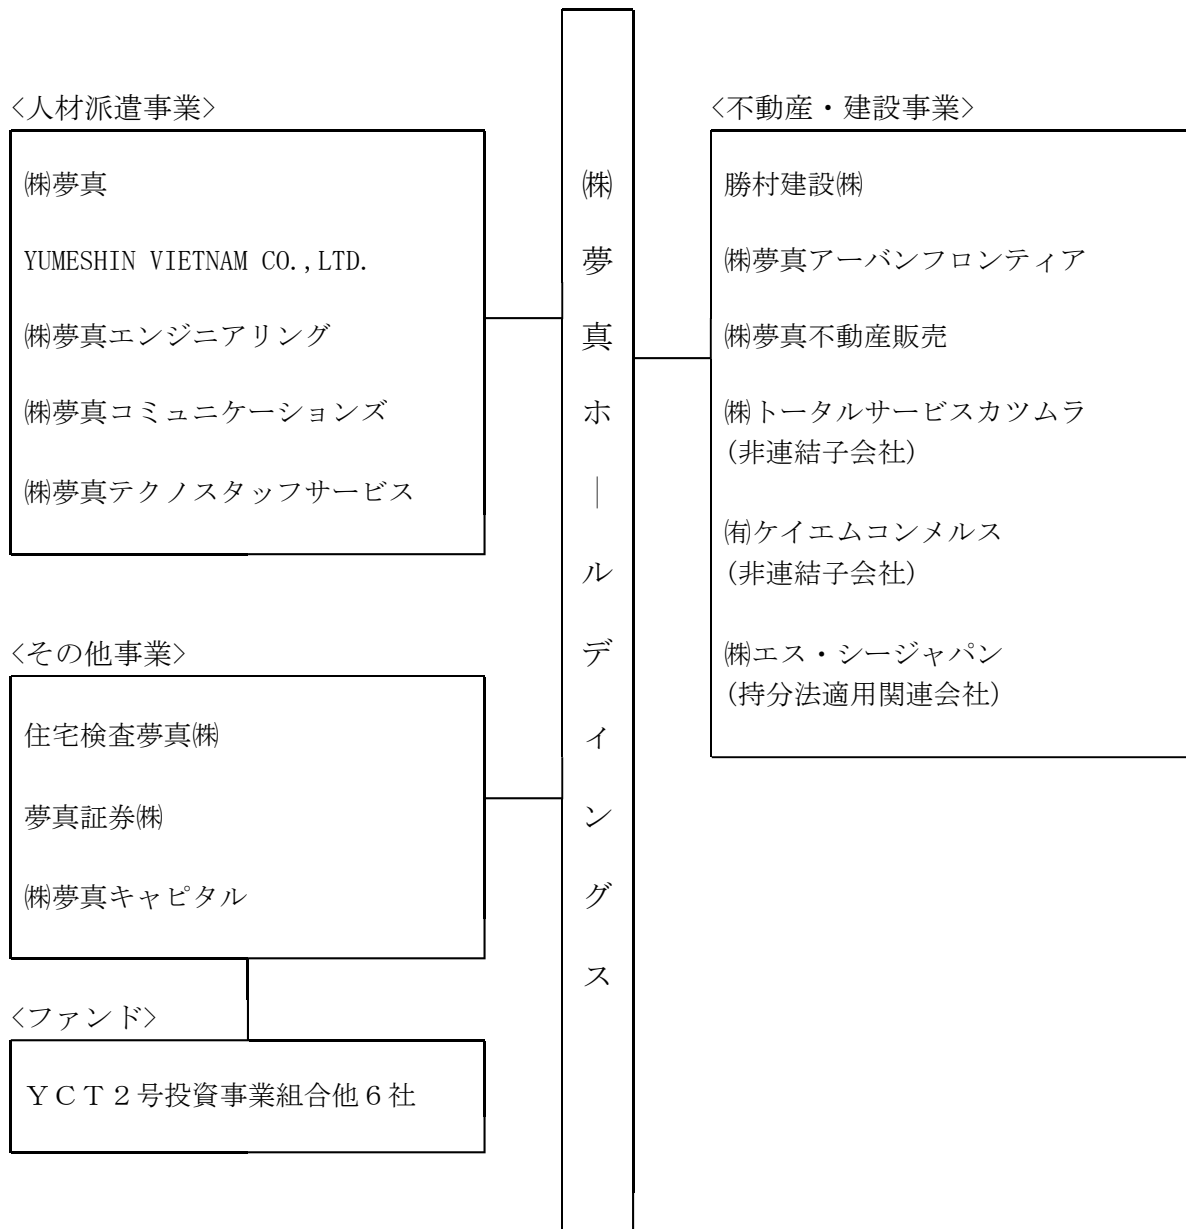 <人材派遣事業>
㈱夢真
YUMESHIN VIETNAM CO.,LTD.
㈱夢真エンジニアリング
㈱夢真コミュニケーションズ
㈱夢真テクノスタッフサービス
<その他事業>
住宅検査夢真㈱
夢真証券㈱
㈱夢真キャピタル
<ファンド>
ＹＣＴ２号投資事業組合他６社
㈱夢真ホ｜ルディングス
<不動産・建設事業>
勝村建設㈱
㈱夢真アーバンフロンティア
㈱夢真不動産販売
㈱トータルサービスカツムラ
(非連結子会社)
㈲ケイエムコンメルス
(非連結子会社)
㈱エス・シージャパン
(持分法適用関連会社)